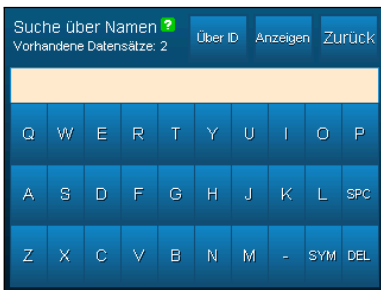 Suche über Namen ?
Vorhandene Datensätze: 2
Über ID Anzeigen Zurück
Q W E R T Y U I O P
A S D F G H J K L SPC
Z X C V B N M - SYM DEL